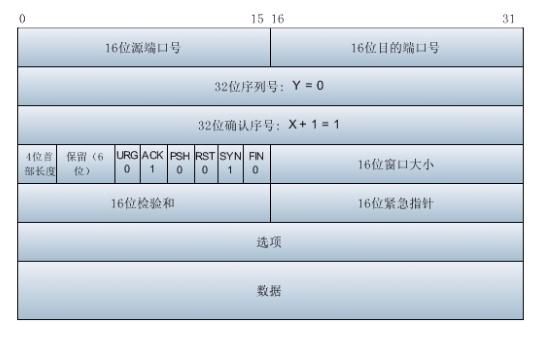 0 15 16 31
16位源端口号 16位目的端口号
32位序列号: Y = 0
32位确认序号: X + 1 = 1
4位首部长度 保留（6位） URG 0 ACK 1 PSH 0 RST 0 SYN 1 FIN 0 16位窗口大小
16位检验和 16位紧急指针
选项
数据